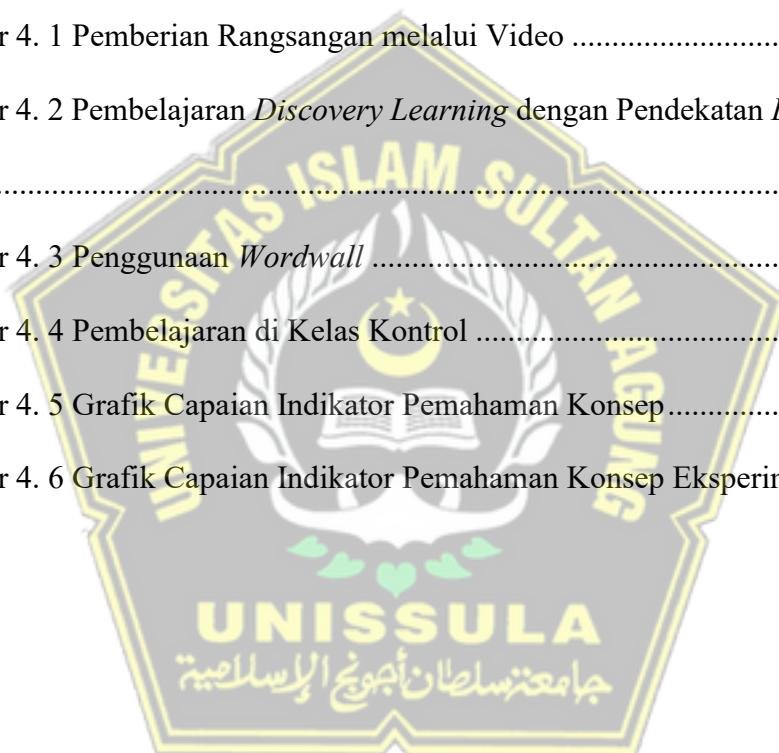 r 4. 1 Pemberian Rangsangan melalui Video ..........................
r 4. 2 Pembelajaran Discovery Learning dengan Pendekatan
..........................................................................................
r 4. 3 Penggunaan Wordwall ...................................................
r 4. 4 Pembelajaran di Kelas Kontrol ......................................
r 4. 5 Grafik Capaian Indikator Pemahaman Konsep..............
r 4. 6 Grafik Capaian Indikator Pemahaman Konsep Eksperin
UNIVERSITAS ISLAM SULTAN AGUNG
UNISSULA
جامعة سلطان أجونج الإسلامية